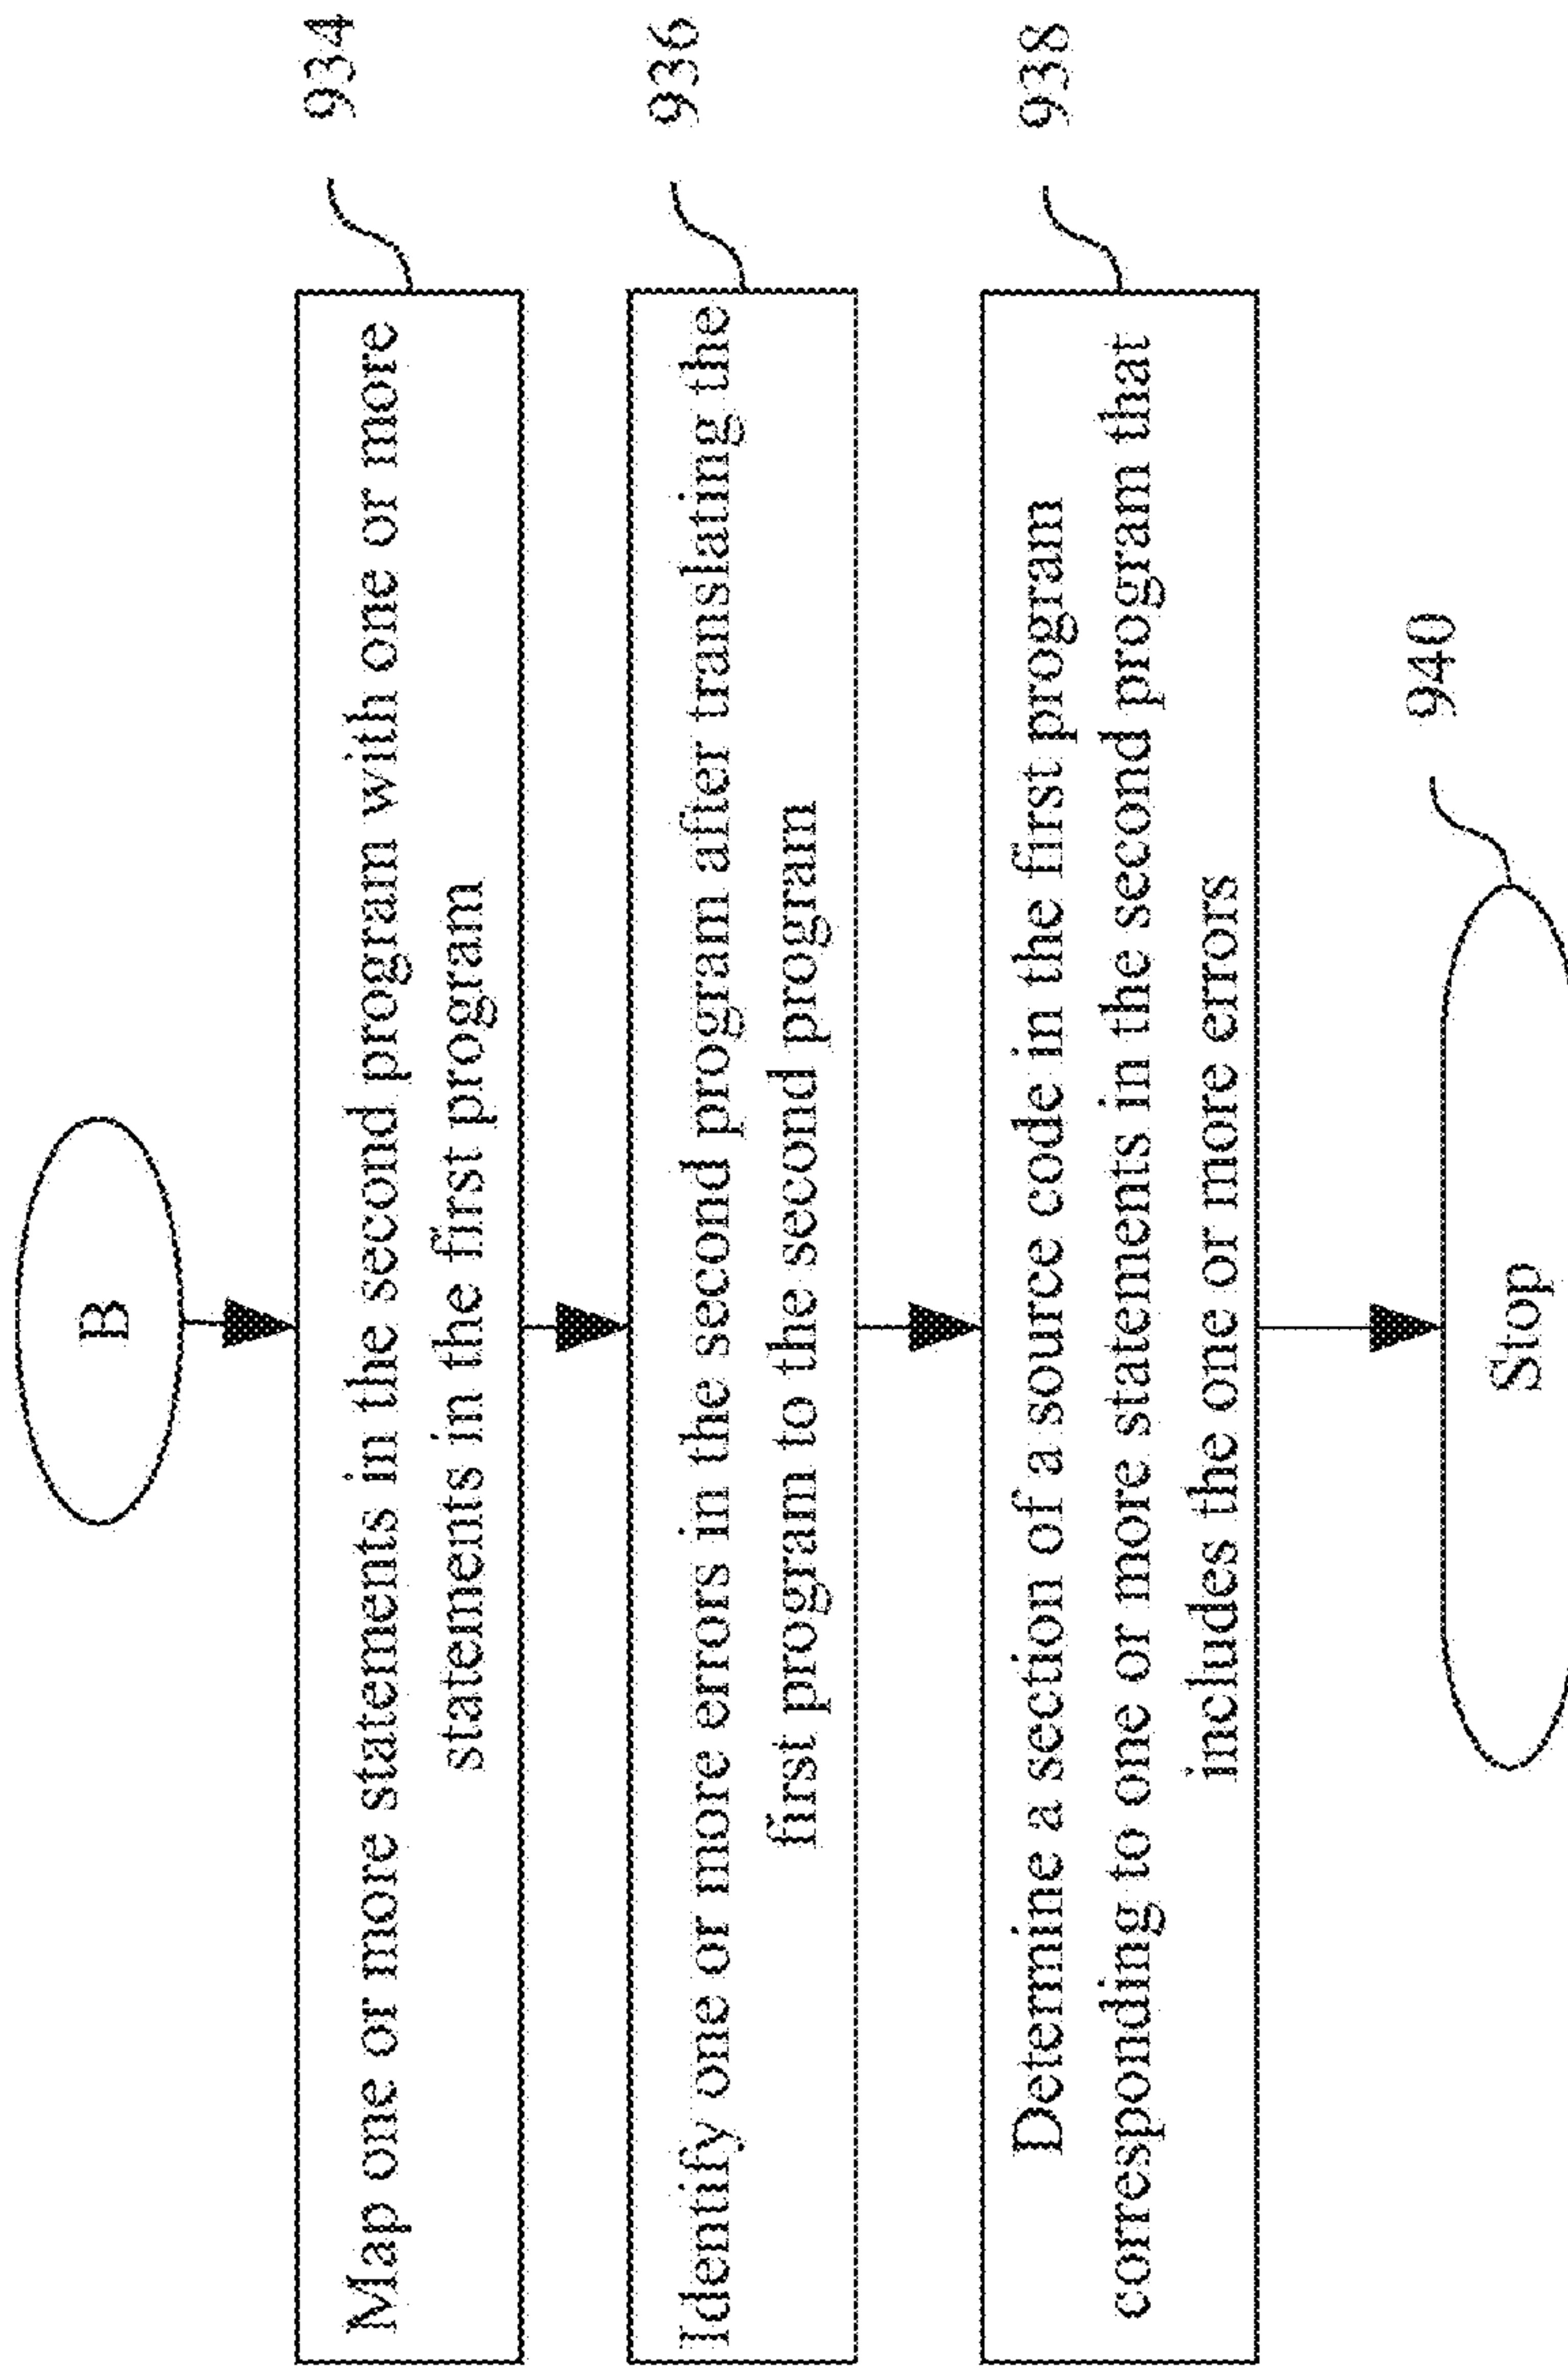 B
934
Map one or more statements in the second program with one or more
statements in the first program
936
Identify one or more errors in the second program after translating the
first program to the second program
938
Determine a section of a source code in the first program
corresponding to one or more statements in the second program that
includes the one or more errors
940
Stop